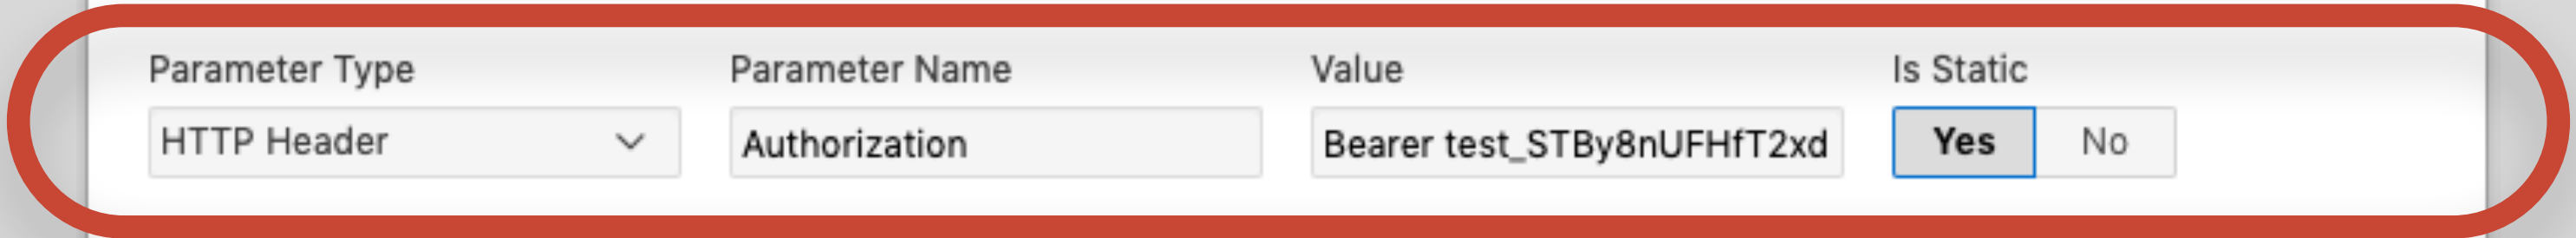 Parameter Type Parameter Name Value Is Static
HTTP Header Authorization Bearer test_STBy8nUFHfT2xd Yes No